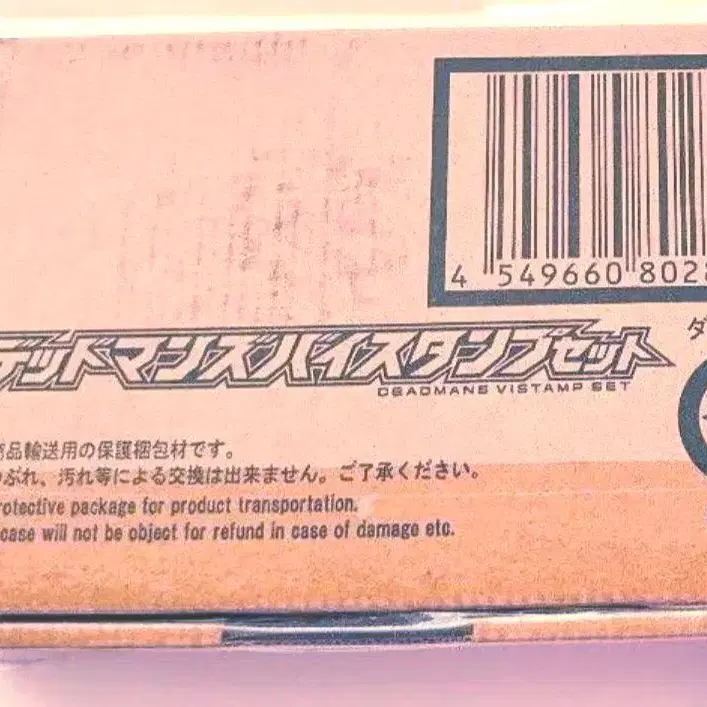 4 549660 802
ダ
デッドマンズバイスタンプセット
DEADMANS VISTAMP SET
品輸送用の保護梱包材です。
ぶれ、汚れ等による交換は出来ません。ご了承ください。
rotective package for product transportation.
case will not be object for refund in case of damage etc.